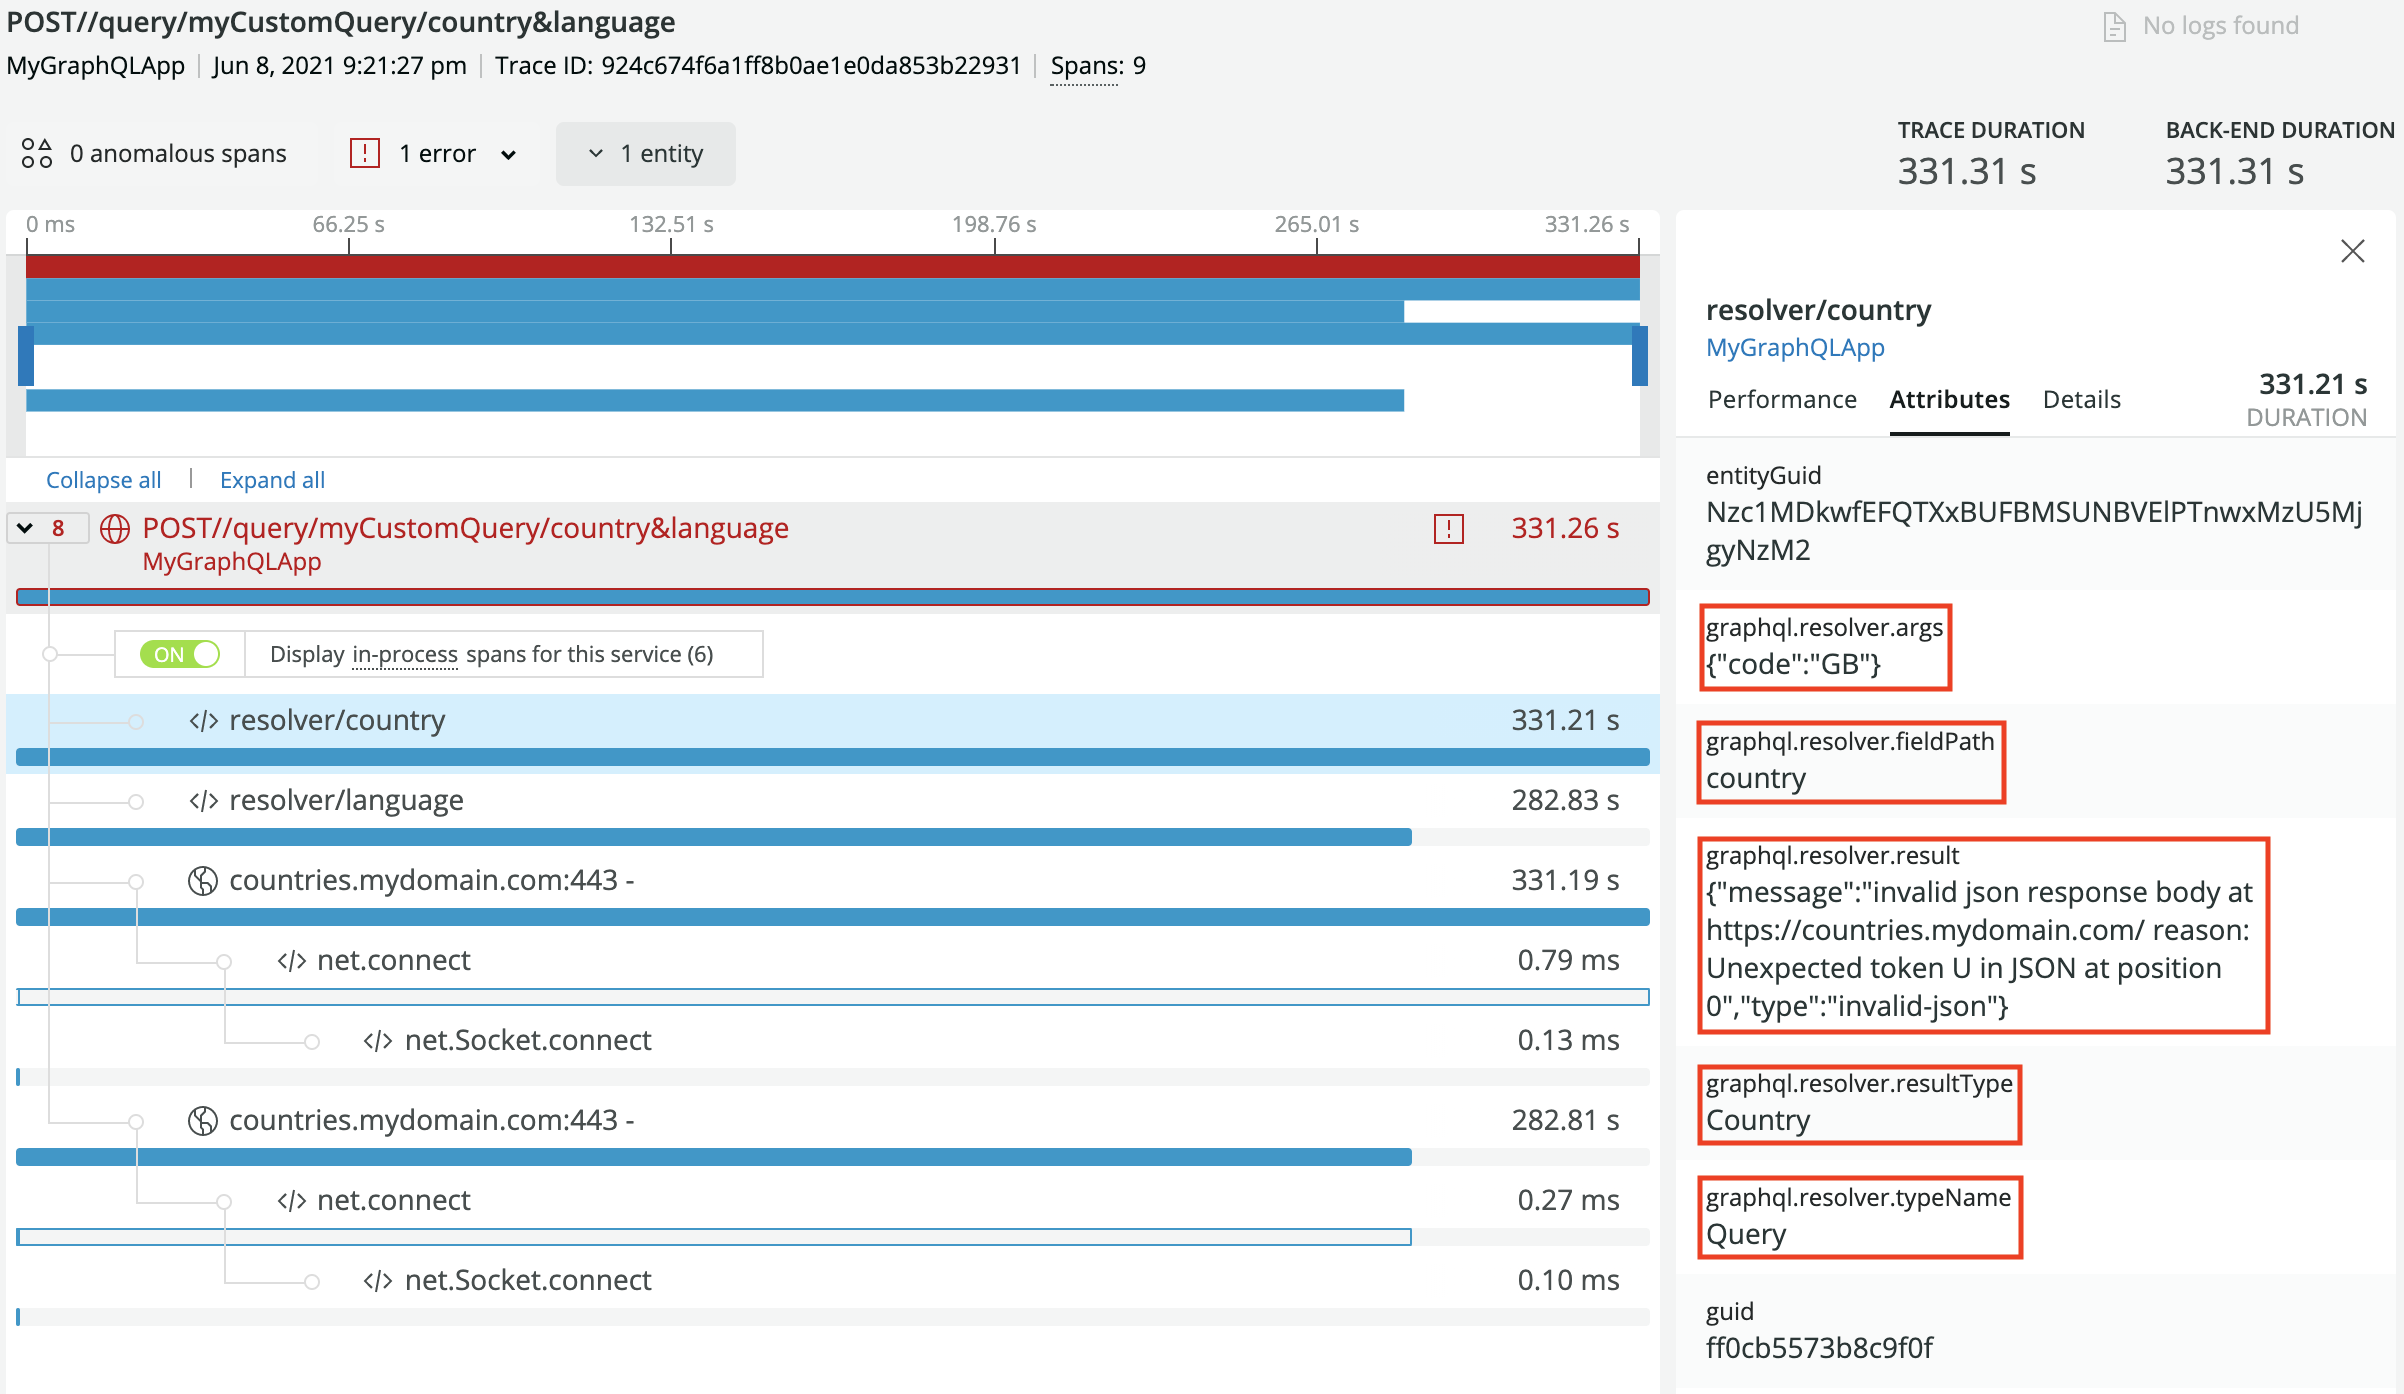 POST//query/myCustomQuery/country&language
No logs found
MyGraphQLApp Jun 8, 2021 9:21:27 pm Trace ID: 924c674f6a1ff8b0ae1e0da853b22931 Spans: 9
0 anomalous spans 1 error 1 entity
TRACE DURATION
331.31 s
BACK-END DURATION
331.31 s
0 ms 66.25 s 132.51 s 198.76 s 265.01 s 331.26 s
Collapse all Expand all
8 POST//query/myCustomQuery/country&language 331.26 s
MyGraphQLApp
ON Display in-process spans for this service (6)
</> resolver/country 331.21 s
</> resolver/language 282.83 s
countries.mydomain.com:443 - 331.19 s
</> net.connect 0.79 ms
</> net.Socket.connect 0.13 ms
countries.mydomain.com:443 - 282.81 s
</> net.connect 0.27 ms
</> net.Socket.connect 0.10 ms
resolver/country
MyGraphQLApp
Performance Attributes Details
331.21 s
DURATION
entityGuid
Nzc1MDkwfEFQTXxBUFBMSUNBVElPTnwxMzU5Mj
gyNzM2
graphql.resolver.args
{"code":"GB"}
graphql.resolver.fieldPath
country
graphql.resolver.result
{"message":"invalid json response body at
https://countries.mydomain.com/ reason:
Unexpected token U in JSON at position
0","type":"invalid-json"}
graphql.resolver.resultType
Country
graphql.resolver.typeName
Query
guid
ff0cb5573b8c9f0f